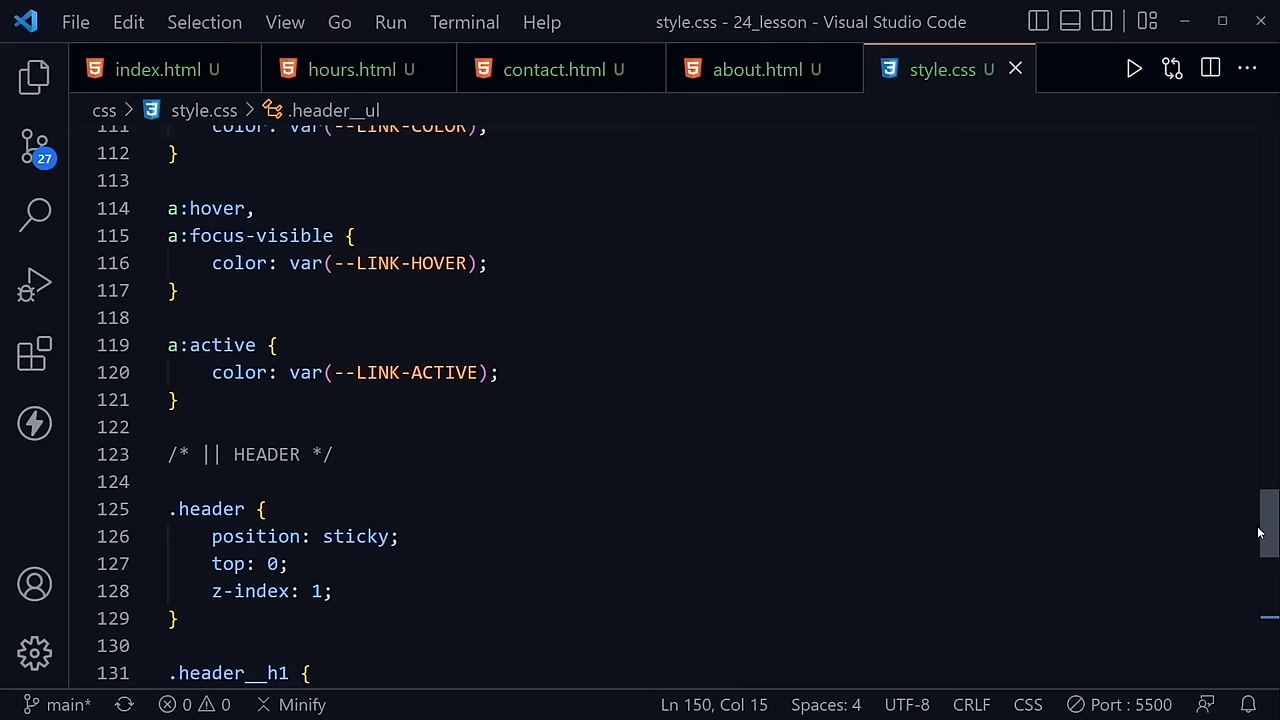 File Edit Selection View Go Run Terminal Help style.css - 24_lesson - Visual Studio Code
index.html U hours.html U contact.html U about.html U style.css U
css > style.css > .header__ul
27
111 color: var(--LINK-COLOR);
112 }
113
114 a:hover,
115 a:focus-visible {
116 color: var(--LINK-HOVER);
117 }
118
119 a:active {
120 color: var(--LINK-ACTIVE);
121 }
122
123 /* || HEADER */
124
125 .header {
126 position: sticky;
127 top: 0;
128 z-index: 1;
129 }
130
131 .header__h1 {
main* 0 0 Minify Ln 150, Col 15 Spaces: 4 UTF-8 CRLF CSS Port : 5500